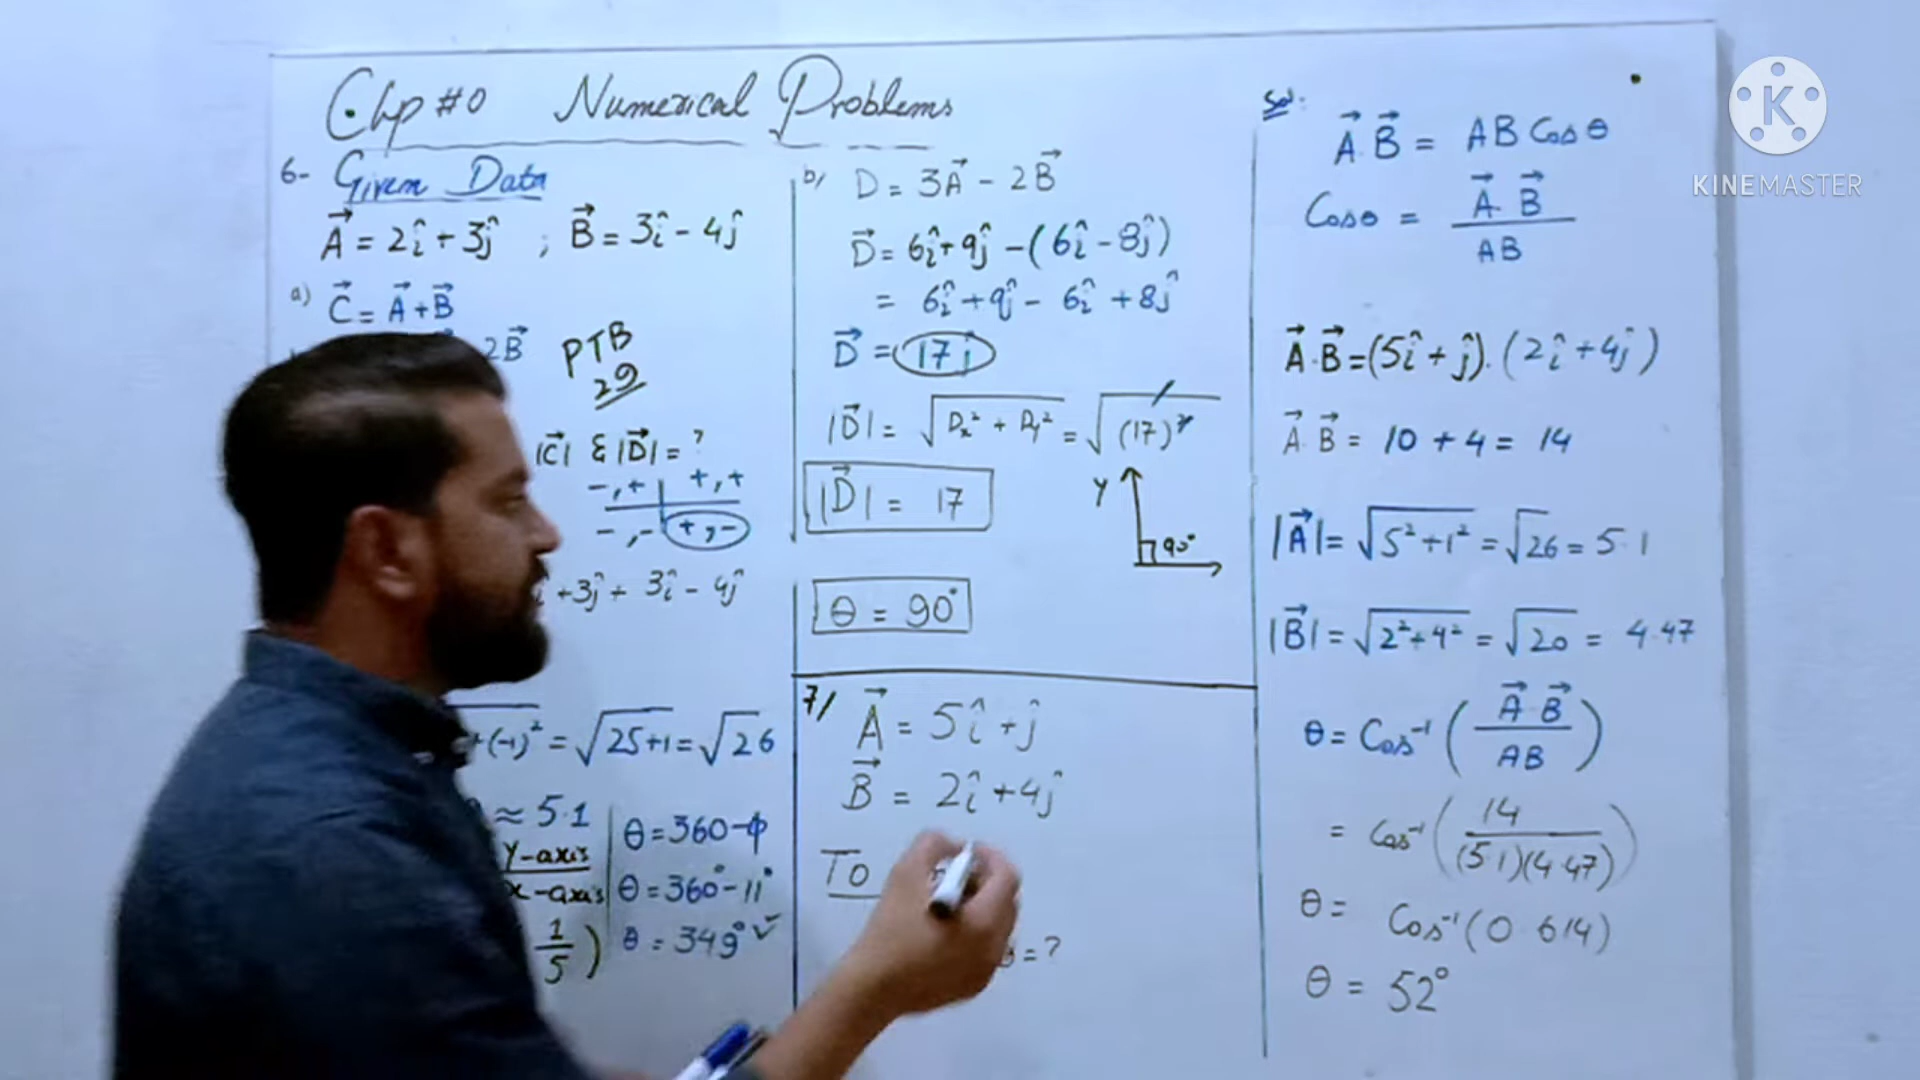 Chp #0 Numerical Problems
6- Given Data
A⃗ = 2î + 3ĵ ; B⃗ = 3î - 4ĵ
a) C⃗ = A⃗ + B⃗
2B⃗
PTB
29
|C⃗| & |D⃗| = ?
-,+ +,+
-,- +,-
+3ĵ + 3î - 4ĵ
+(-1)² = √25+1 = √26
≈ 5.1
Y-axis
x-axis
1/5)
θ = 360-φ
θ = 360° - 11°
θ = 349° ✓
b/ D = 3A⃗ - 2B⃗
D⃗ = 6î + 9ĵ - (6î - 8ĵ)
= 6î + 9ĵ - 6î + 8ĵ
D⃗ = 17ĵ
|D⃗| = √Dx² + Dy² = √(17)²
|D⃗| = 17
Y
90°
θ = 90°
7/ A⃗ = 5î + ĵ
B⃗ = 2î + 4ĵ
To
= ?
Sol:
A⃗.B⃗ = AB Cos θ
Cosθ = A⃗.B⃗ / AB
A⃗.B⃗ = (5î + ĵ).(2î + 4ĵ)
A⃗.B⃗ = 10 + 4 = 14
|A⃗| = √5²+1² = √26 = 5.1
|B⃗| = √2²+4² = √20 = 4.47
θ = Cos⁻¹(A⃗.B⃗ / AB)
= Cos⁻¹(14 / (5.1)(4.47))
θ = Cos⁻¹(0.614)
θ = 52°
K
KINEMASTER